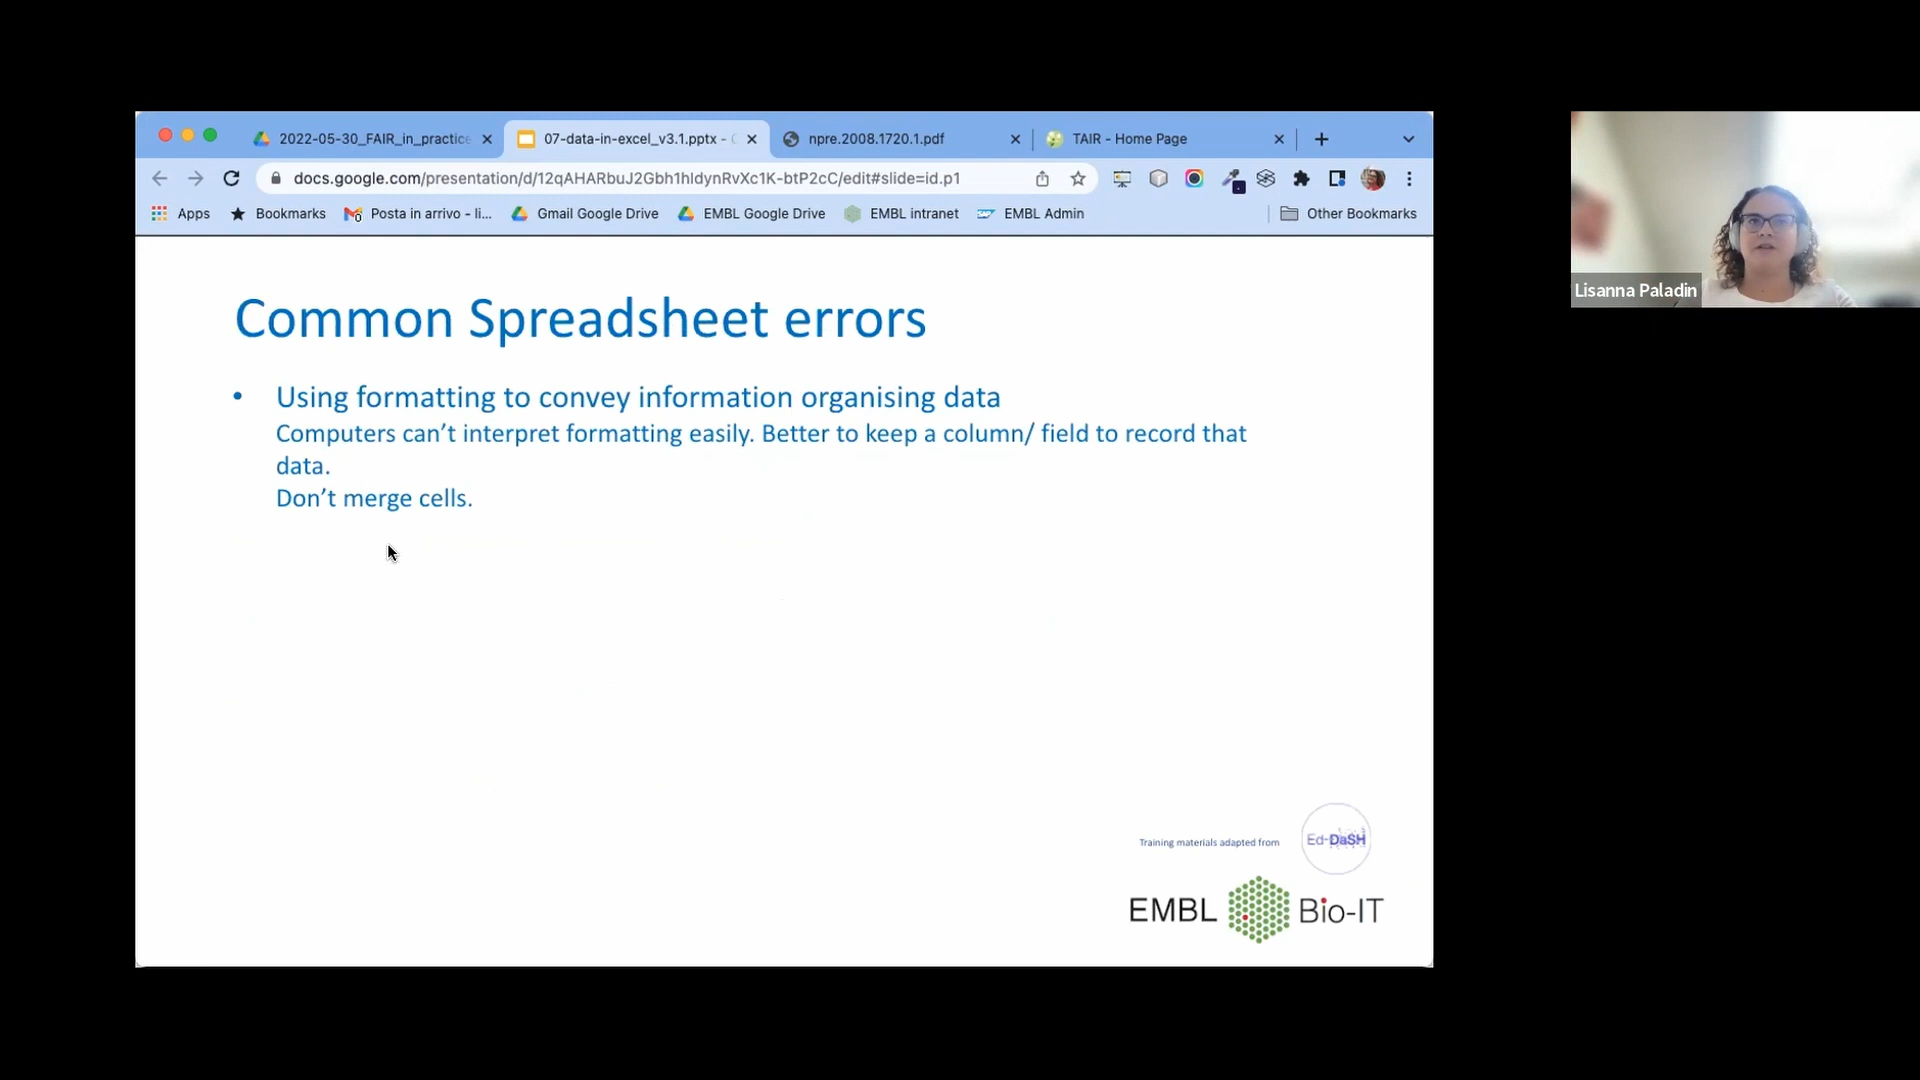 2022-05-30_FAIR_in_practice
07-data-in-excel_v3.1.pptx -
npre.2008.1720.1.pdf
TAIR - Home Page
docs.google.com/presentation/d/12qAHARbuJ2Gbh1hIdynRvXc1K-btP2cC/edit#slide=id.p1
Apps
Bookmarks
Posta in arrivo - li...
Gmail Google Drive
EMBL Google Drive
EMBL intranet
EMBL Admin
Other Bookmarks
Lisanna Paladin
Common Spreadsheet errors
• Using formatting to convey information organising data
Computers can’t interpret formatting easily. Better to keep a column/ field to record that
data.
Don’t merge cells.
Training materials adapted from
Ed-DaSH
EMBL Bio-IT